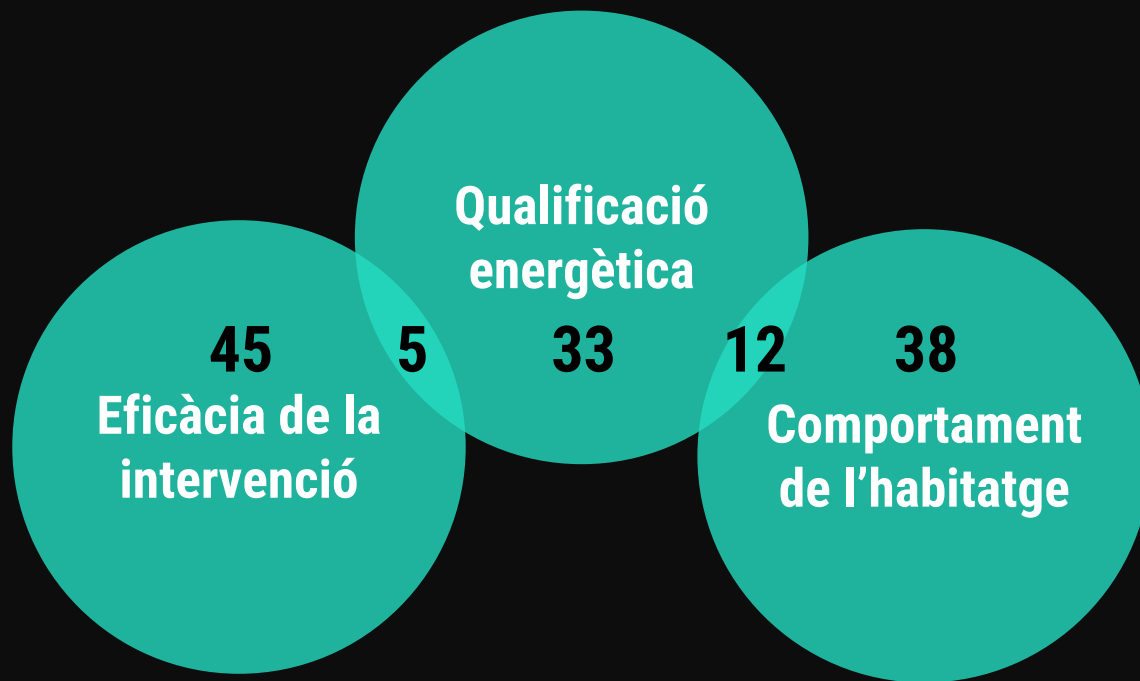 Qualificació
energètica
45 5 33 12 38
Eficàcia de la
intervenció
Comportament
de l’habitatge